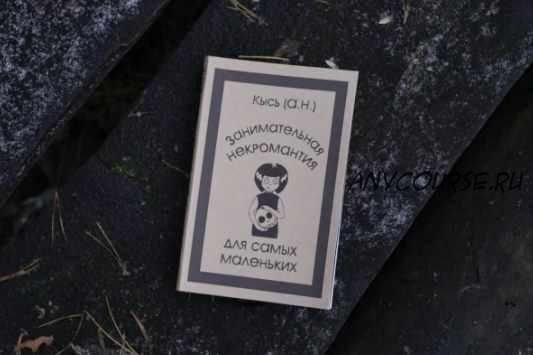 Кысь (а.н.)
занимательная
некромантия
для самых
маленьких
ANYCOURSE.RU